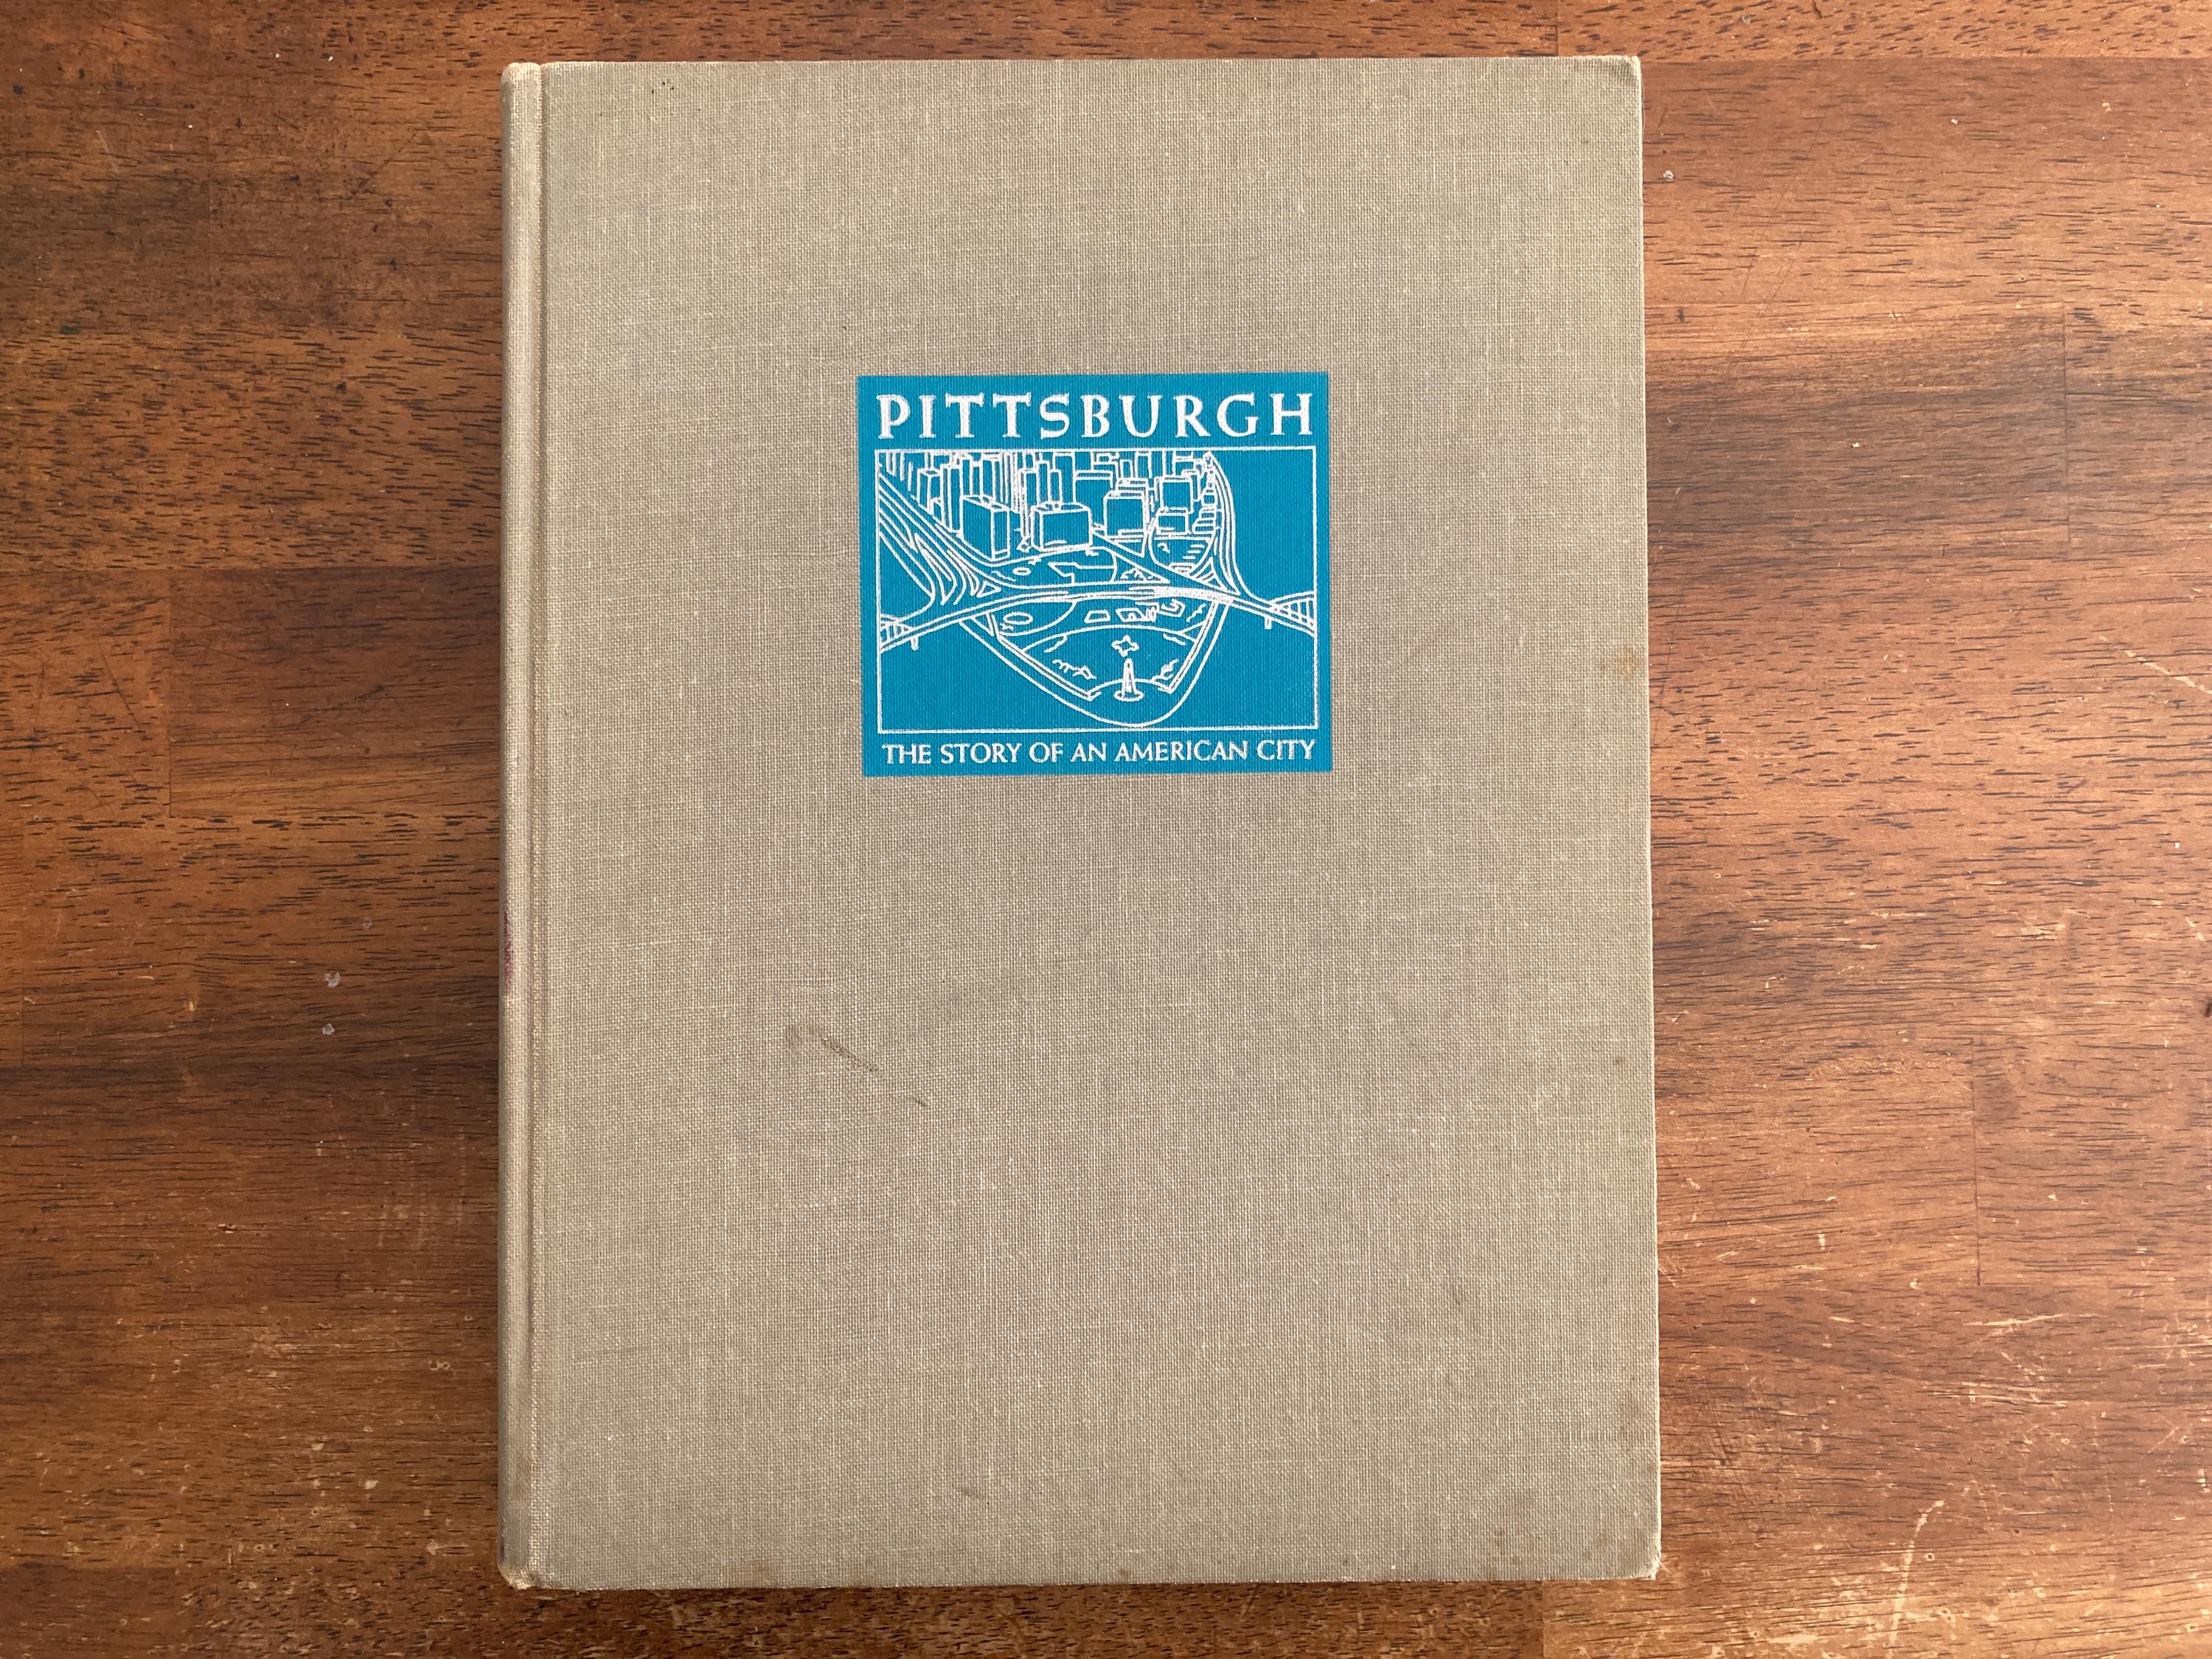 PITTSBURGH
THE STORY OF AN AMERICAN CITY